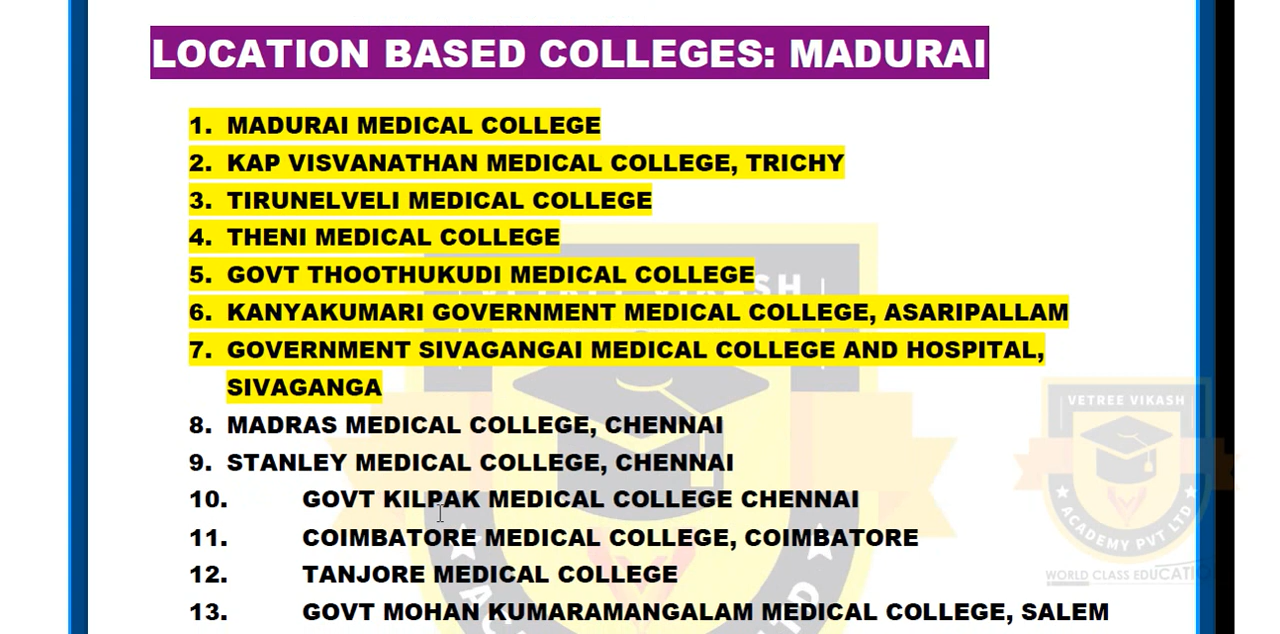 LOCATION BASED COLLEGES: MADURAI
1. MADURAI MEDICAL COLLEGE
2. KAP VISVANATHAN MEDICAL COLLEGE, TRICHY
3. TIRUNELVELI MEDICAL COLLEGE
4. THENI MEDICAL COLLEGE
5. GOVT THOOTHUKUDI MEDICAL COLLEGE
6. KANYAKUMARI GOVERNMENT MEDICAL COLLEGE, ASARIPALLAM
7. GOVERNMENT SIVAGANGAI MEDICAL COLLEGE AND HOSPITAL,
SIVAGANGA
8. MADRAS MEDICAL COLLEGE, CHENNAI
9. STANLEY MEDICAL COLLEGE, CHENNAI
10. GOVT KILPAK MEDICAL COLLEGE CHENNAI
11. COIMBATORE MEDICAL COLLEGE, COIMBATORE
12. TANJORE MEDICAL COLLEGE
13. GOVT MOHAN KUMARAMANGALAM MEDICAL COLLEGE, SALEM
VETREE VIKASH
ACADEMY PVT LTD
WORLD CLASS EDUCATIO